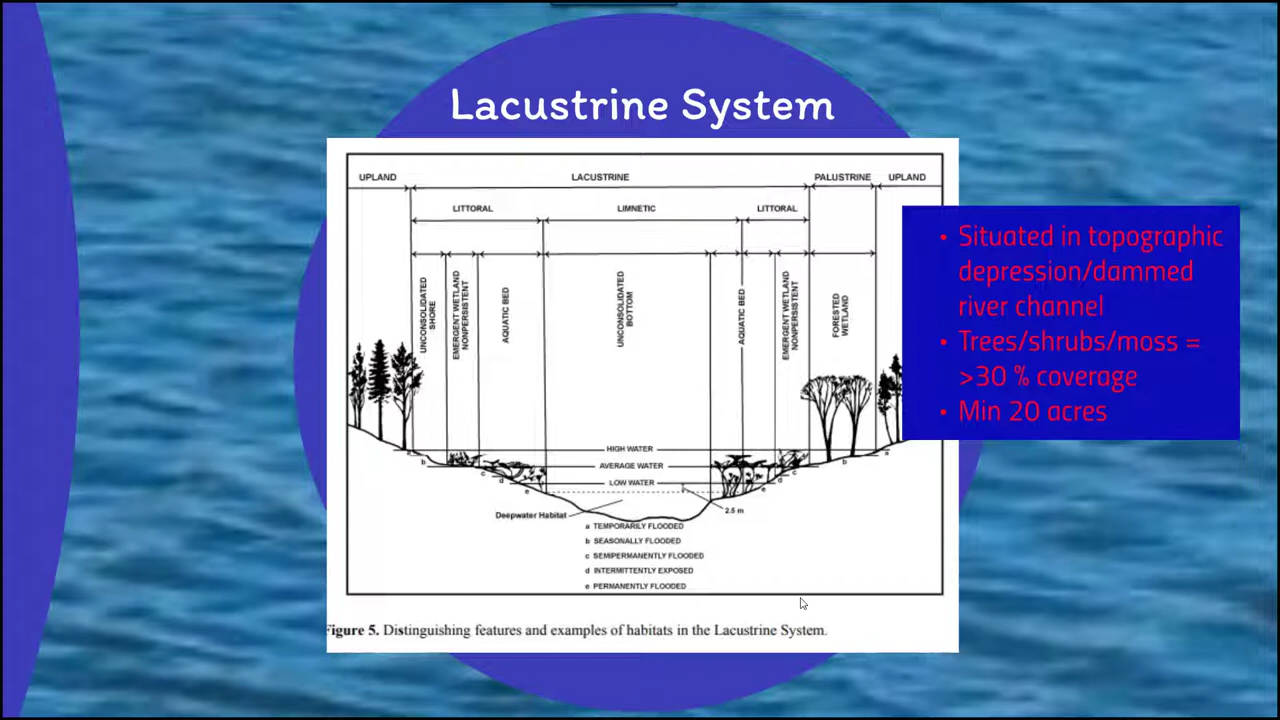 Lacustrine System
UPLAND
LACUSTRINE
PALUSTRINE
UPLAND
LITTORAL
LIMNETIC
LITTORAL
UNCONSOLIDATED
SHORE
EMERGENT WETLAND
NONPERSISTENT
AQUATIC BED
UNCONSOLIDATED
BOTTOM
AQUATIC BED
EMERGENT WETLAND
NONPERSISTENT
FORESTED
WETLAND
• Situated in topographic
depression/dammed
river channel
• Trees/shrubs/moss =
>30 % coverage
• Min 20 acres
HIGH WATER
AVERAGE WATER
LOW WATER
a
b
c
d
e
e
d
c
b
a
Deepwater Habitat
2.5 m
a TEMPORARILY FLOODED
b SEASONALLY FLOODED
c SEMIPERMANENTLY FLOODED
d INTERMITTENTLY EXPOSED
e PERMANENTLY FLOODED
Figure 5. Distinguishing features and examples of habitats in the Lacustrine System.